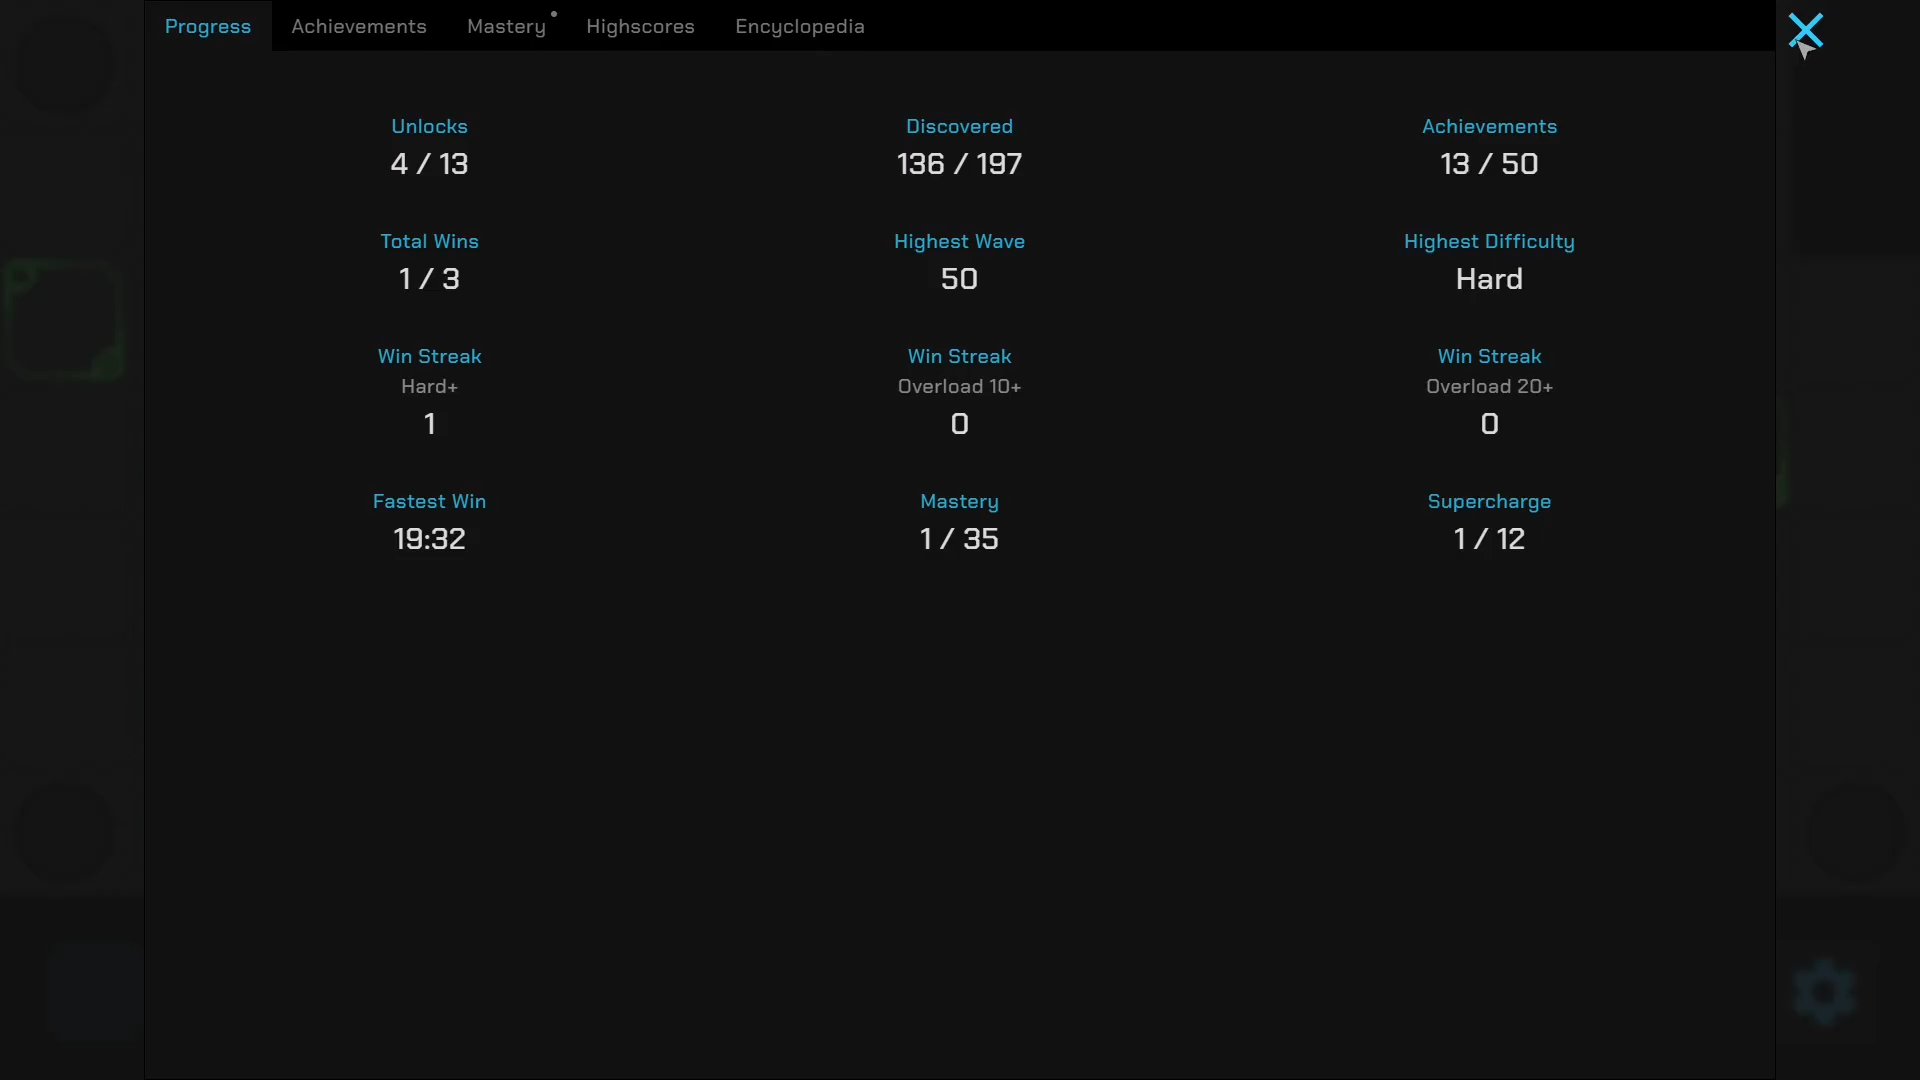 Progress Achievements Mastery Highscores Encyclopedia
Unlocks Discovered Achievements
4 / 13 136 / 197 13 / 50
Total Wins Highest Wave Highest Difficulty
1 / 3 50 Hard
Win Streak Win Streak Win Streak
Hard+ Overload 10+ Overload 20+
1 0 0
Fastest Win Mastery Supercharge
19:32 1 / 35 1 / 12